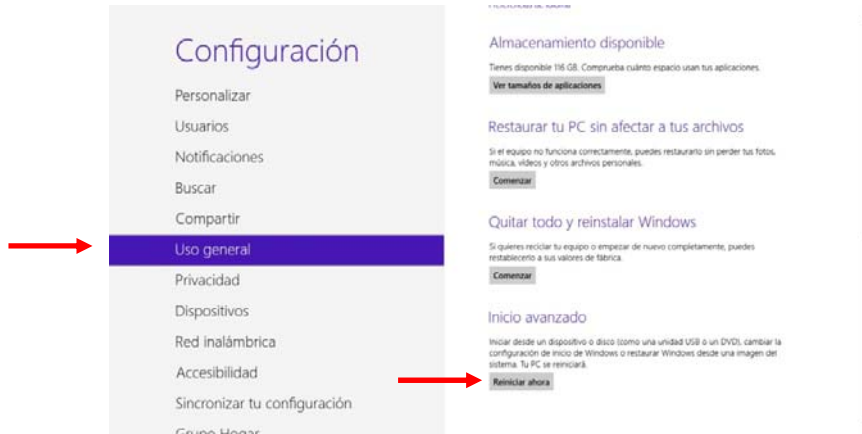 Configuración
Personalizar
Usuarios
Notificaciones
Buscar
Compartir
Uso general
Privacidad
Dispositivos
Red inalámbrica
Accesibilidad
Sincronizar tu configuración
Grupo Hogar
Preferencias de idioma
Almacenamiento disponible
Tienes disponible 116 GB. Comprueba cuánto espacio usan tus aplicaciones.
Ver tamaños de aplicaciones
Restaurar tu PC sin afectar a tus archivos
Si el equipo no funciona correctamente, puedes restaurarlo sin perder tus fotos,
música, vídeos y otros archivos personales.
Comenzar
Quitar todo y reinstalar Windows
Si quieres reciclar tu equipo o empezar de nuevo completamente, puedes
restablecerlo a sus valores de fábrica.
Comenzar
Inicio avanzado
Iniciar desde un dispositivo o disco (como una unidad USB o un DVD), cambiar la
configuración de inicio de Windows o restaurar Windows desde una imagen del
sistema. Tu PC se reiniciará.
Reiniciar ahora